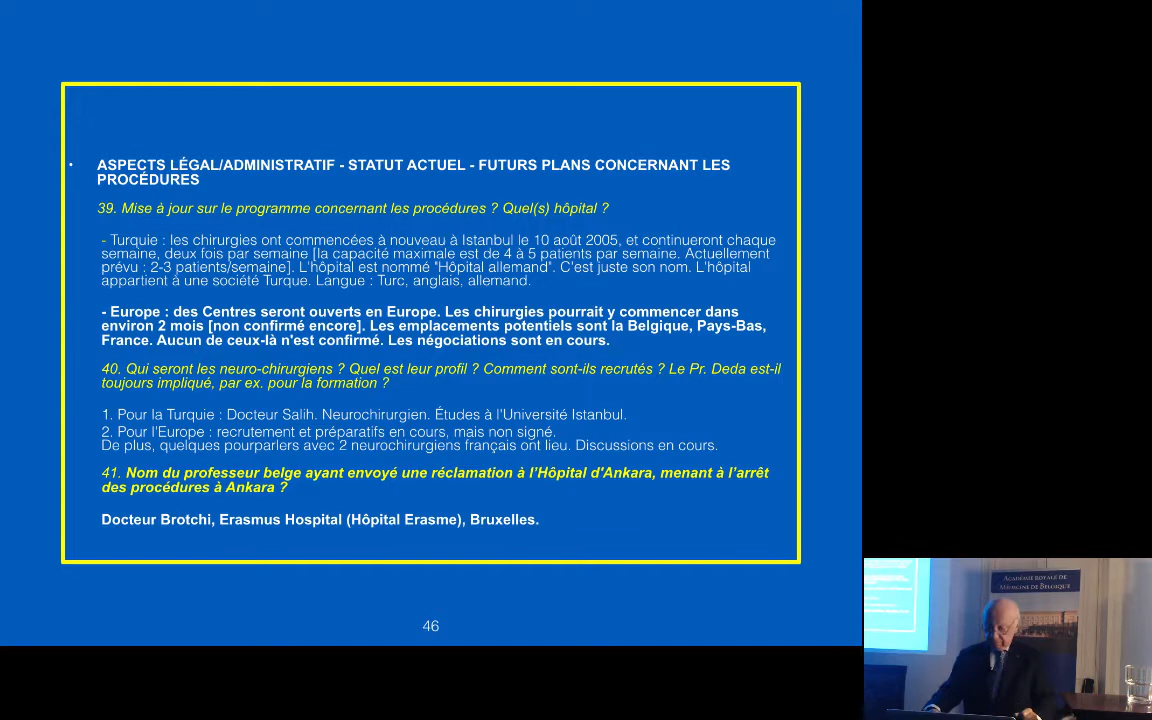 • ASPECTS LÉGAL/ADMINISTRATIF - STATUT ACTUEL - FUTURS PLANS CONCERNANT LES
PROCÉDURES
39. Mise à jour sur le programme concernant les procédures ? Quel(s) hôpital ?
- Turquie : les chirurgies ont commencées à nouveau à Istanbul le 10 août 2005, et continueront chaque
semaine, deux fois par semaine [la capacité maximale est de 4 à 5 patients par semaine. Actuellement
prévu : 2-3 patients/semaine]. L'hôpital est nommé "Hôpital allemand". C'est juste son nom. L'hôpital
appartient à une société Turque. Langue : Turc, anglais, allemand.
- Europe : des Centres seront ouverts en Europe. Les chirurgies pourrait y commencer dans
environ 2 mois [non confirmé encore]. Les emplacements potentiels sont la Belgique, Pays-Bas,
France. Aucun de ceux-là n'est confirmé. Les négociations sont en cours.
40. Qui seront les neuro-chirurgiens ? Quel est leur profil ? Comment sont-ils recrutés ? Le Pr. Deda est-il
toujours impliqué, par ex. pour la formation ?
1. Pour la Turquie : Docteur Salih. Neurochirurgien. Études à l'Université Istanbul.
2. Pour l'Europe : recrutement et préparatifs en cours, mais non signé.
De plus, quelques pourparlers avec 2 neurochirurgiens français ont lieu. Discussions en cours.
41. Nom du professeur belge ayant envoyé une réclamation à l'Hôpital d'Ankara, menant à l'arrêt
des procédures à Ankara ?
Docteur Brotchi, Erasmus Hospital (Hôpital Erasme), Bruxelles.
46
ACADÉMIE ROYALE DE
MÉDECINE DE BELGIQUE